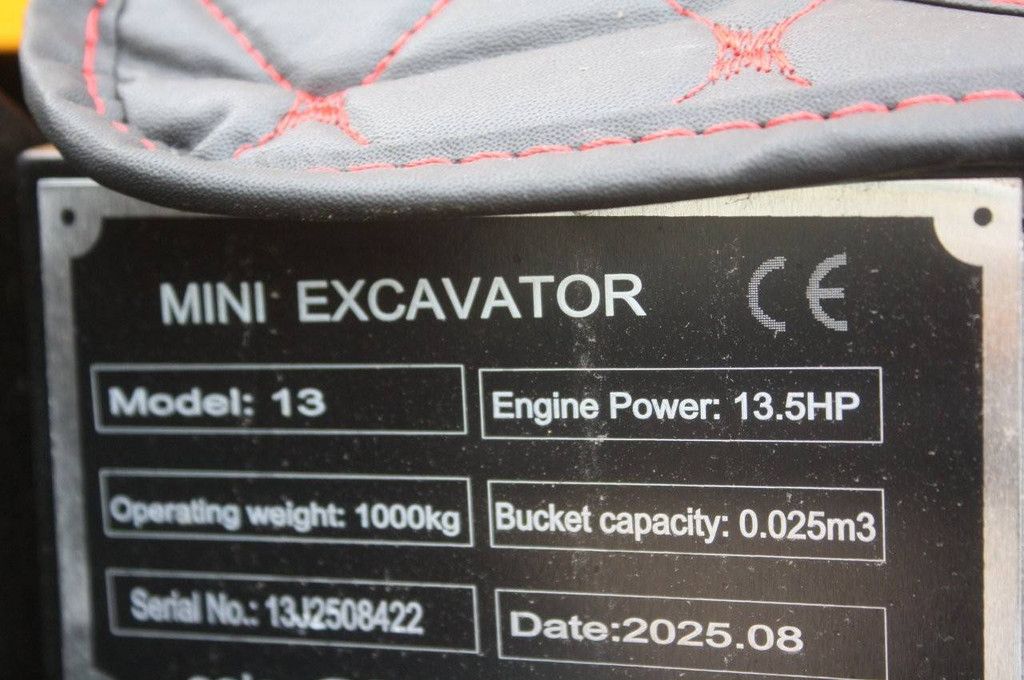 MINI EXCAVATOR CE
Model: 13
Engine Power: 13.5HP
Operating weight: 1000kg
Bucket capacity: 0.025m3
Serial No.: 13J2508422
Date:2025.08